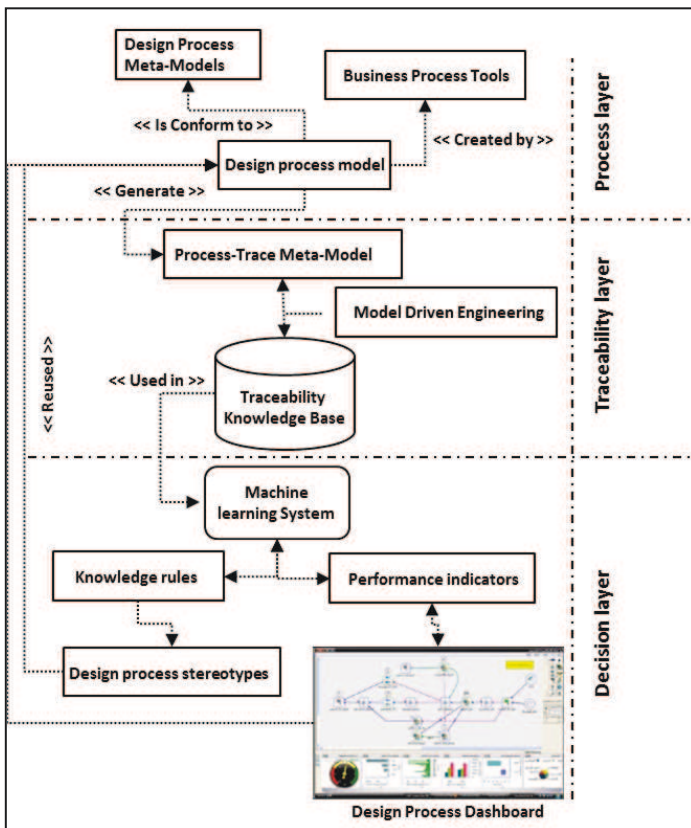 Design Process
Meta-Models
Business Process Tools
<< Is Conform to >>
<< Created by >>
Design process model
<< Generate >>
Process layer
Process-Trace Meta-Model
Model Driven Engineering
<< Used in >>
Traceability
Knowledge Base
<< Reused >>
Traceability layer
Machine
learning System
Knowledge rules
Performance indicators
Design process stereotypes
Decision layer
Design Process Dashboard